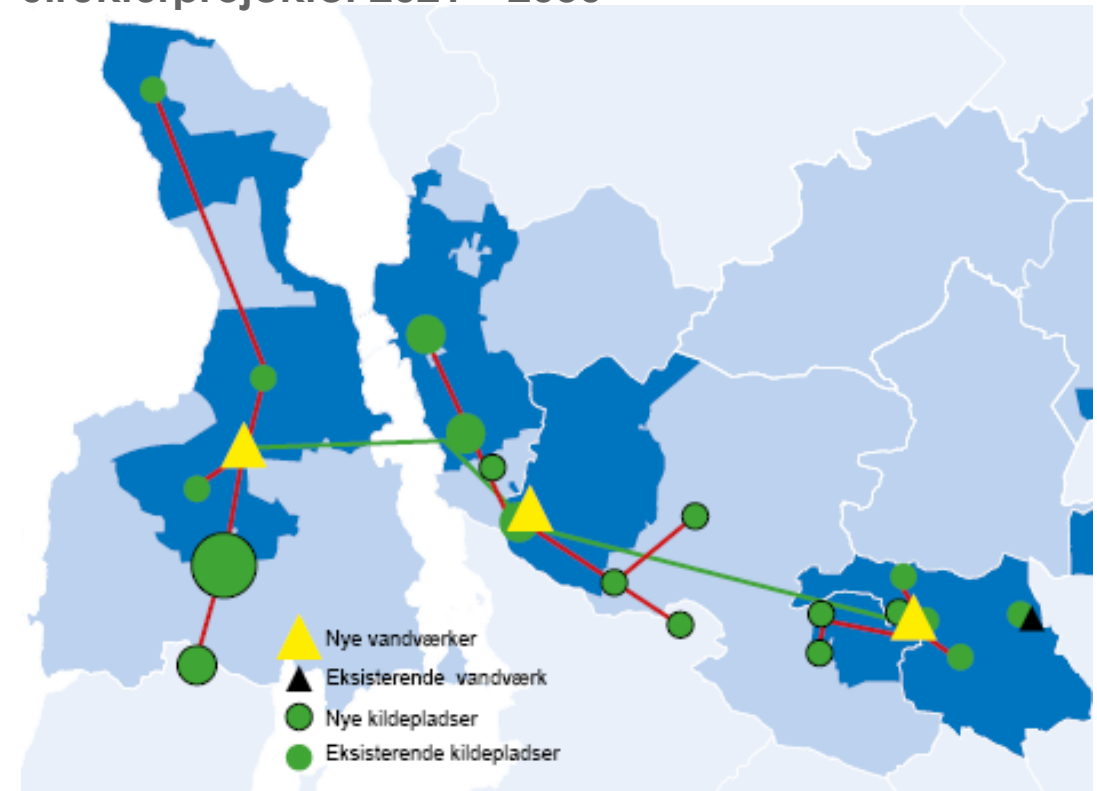 Nye vandværker
Eksisterende vandværk
Nye kildepladser
Eksisterende kildepladser